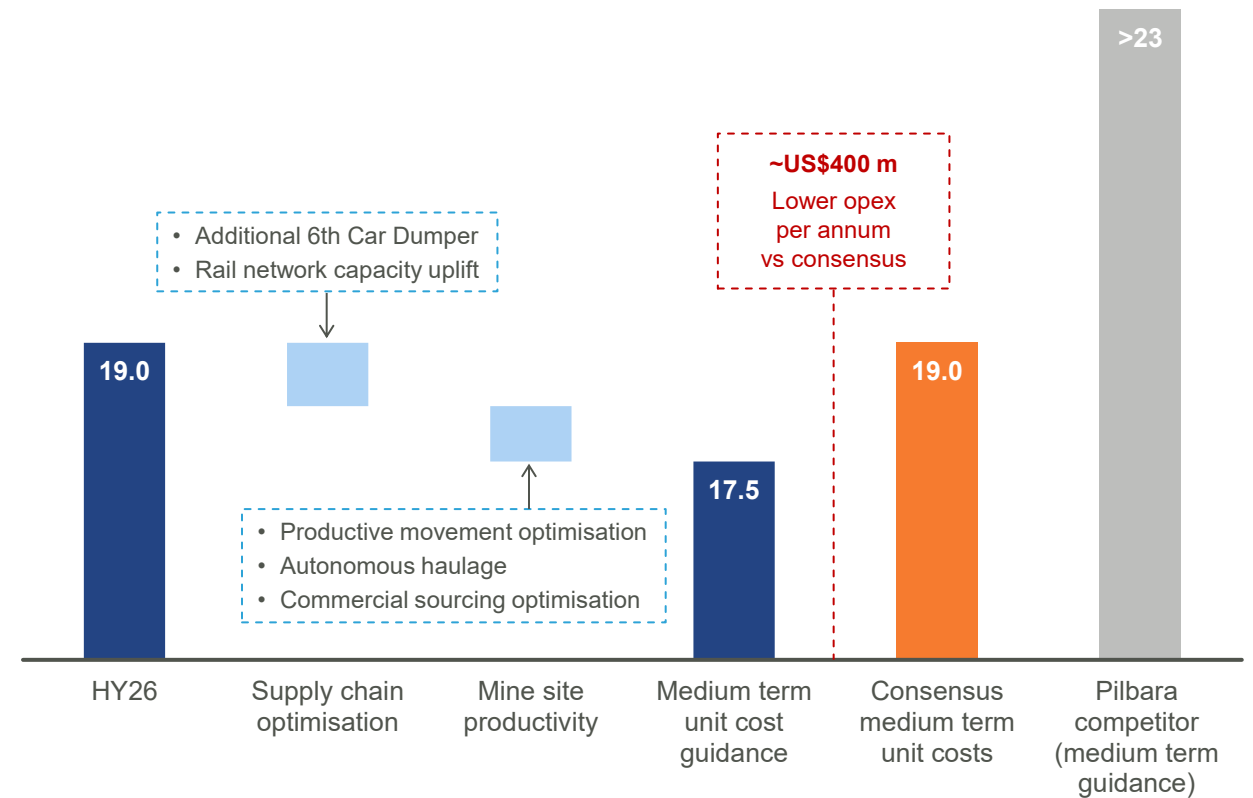 >23
~US$400 m
Lower opex
per annum
vs consensus
• Additional 6th Car Dumper
• Rail network capacity uplift
19.0
19.0
17.5
• Productive movement optimisation
• Autonomous haulage
• Commercial sourcing optimisation
HY26
Supply chain
optimisation
Mine site
productivity
Medium term
unit cost
guidance
Consensus
medium term
unit costs
Pilbara
competitor
(medium term
guidance)